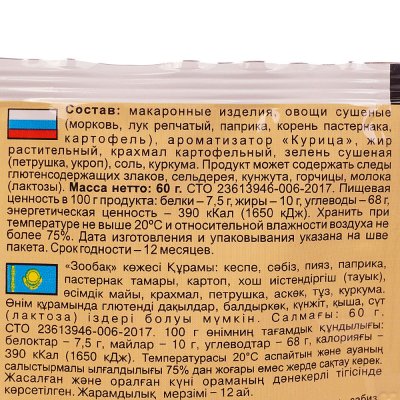 Состав: макаронные изделия, овощи сушеные
(морковь, лук репчатый, паприка, корень пастернака,
картофель), ароматизатор «Курица», жир
растительный, крахмал картофельный, зелень сушеная
(петрушка, укроп), соль, куркума. Продукт может содержать следы
глютенсодержащих злаков, сельдерея, кунжута, горчицы, молока
(лактозы). Масса нетто: 60 г. СТО 23613946-006-2017. Пищевая
ценность в 100 г продукта: белки - 7,5 г, жиры - 10 г, углеводы – 68 г,
энергетическая ценность – 390 кКал (1650 кДж). Хранить при
температуре не выше 20°С и относительной влажности воздуха не
более 75%. Дата изготовления и упаковывания указана на шве
пакета. Срок годности – 12 месяцев.
«Зообақ» көжесі Құрамы: кеспе, сәбіз, пияз, паприка,
пастернак тамары, картоп, хош иістендіргіш (тауық),
өсімдік майы, крахмал, петрушка, аскөк, тұз, куркума.
Өнім құрамында глютенді дақылдар, балдыркөк, күнжіт, қыша, сүт
(лактоза) іздері болуы мүмкін. Салмағы: 60 г.
СТО 23613946-006-2017. 100 г өнімнің тағамдық құндылығы:
белоктар – 7,5 г, майлар – 10 г, углеводтар – 68 г, калорияғы –
390 кКал (1650 кДж). Температурасы 20°С аспайтын және ауаның
салыстырмалы ылғалдылығы 75% дан жоғары емес жерде сақтау керек.
Жасалған және оралған күні ораманың дәнекерлі тігісінде
көрсетілген. Жарамдылық мерзімі – 12 ай.